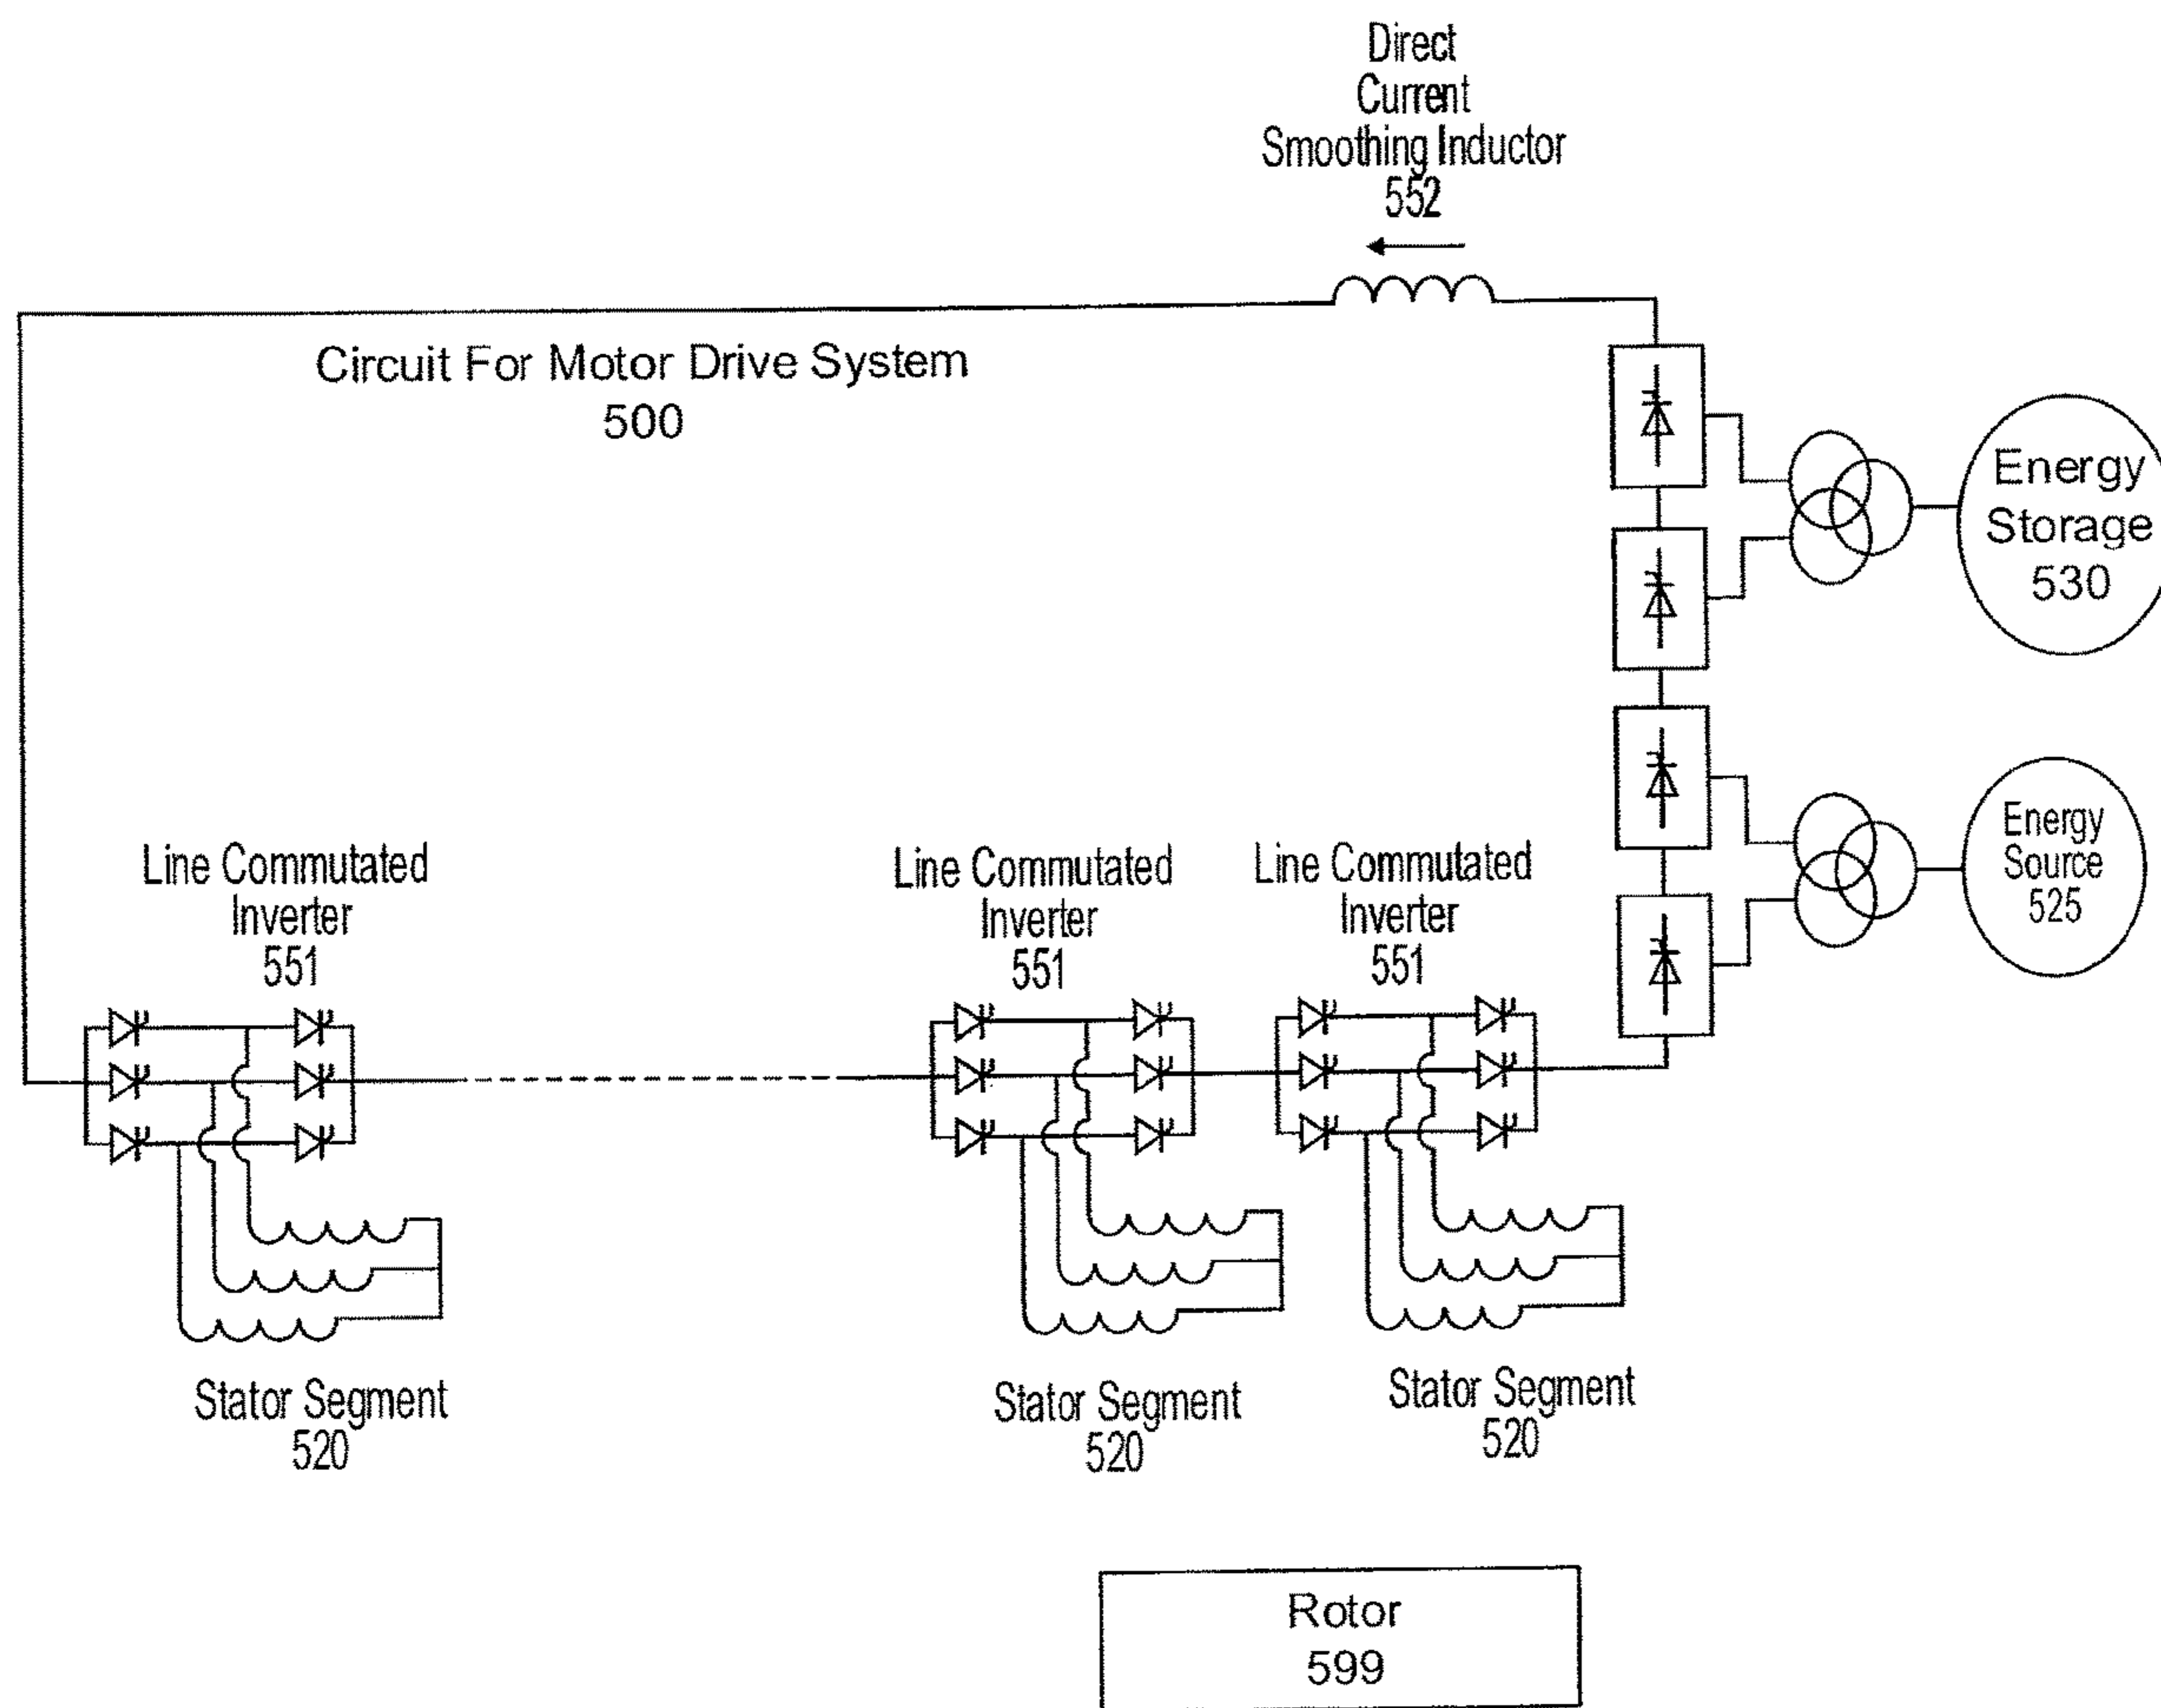 Direct
Current
Smoothing Inductor
552
Circuit For Motor Drive System
500
Energy
Storage
530
Energy
Source
525
Line Commutated
Inverter
551
Line Commutated
Inverter
551
Line Commutated
Inverter
551
Stator Segment
520
Stator Segment
520
Stator Segment
520
Rotor
599